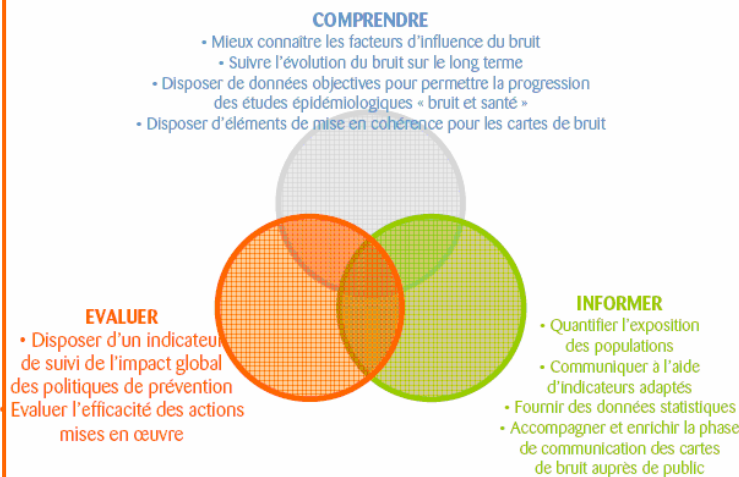 COMPRENDRE
• Mieux connaître les facteurs d'influence du bruit
• Suivre l'évolution du bruit sur le long terme
• Disposer de données objectives pour permettre la progression
des études épidémiologiques « bruit et santé »
• Disposer d'éléments de mise en cohérence pour les cartes de bruit
EVALUER
• Disposer d'un indicateur
de suivi de l'impact global
des politiques de prévention
• Evaluer l'efficacité des actions
mises en œuvre
INFORMER
• Quantifier l'exposition
des populations
• Communiquer à l'aide
d'indicateurs adaptés
• Fournir des données statistiques
• Accompagner et enrichir la phase
de communication des cartes
de bruit auprès de public